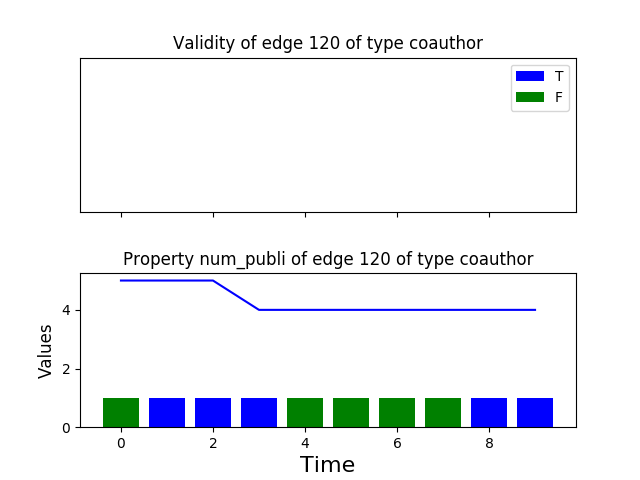 Validity of edge 120 of type coauthor
T
F
Property num_publi of edge 120 of type coauthor
Values
4
2
0
0 2 4 6 8
Time